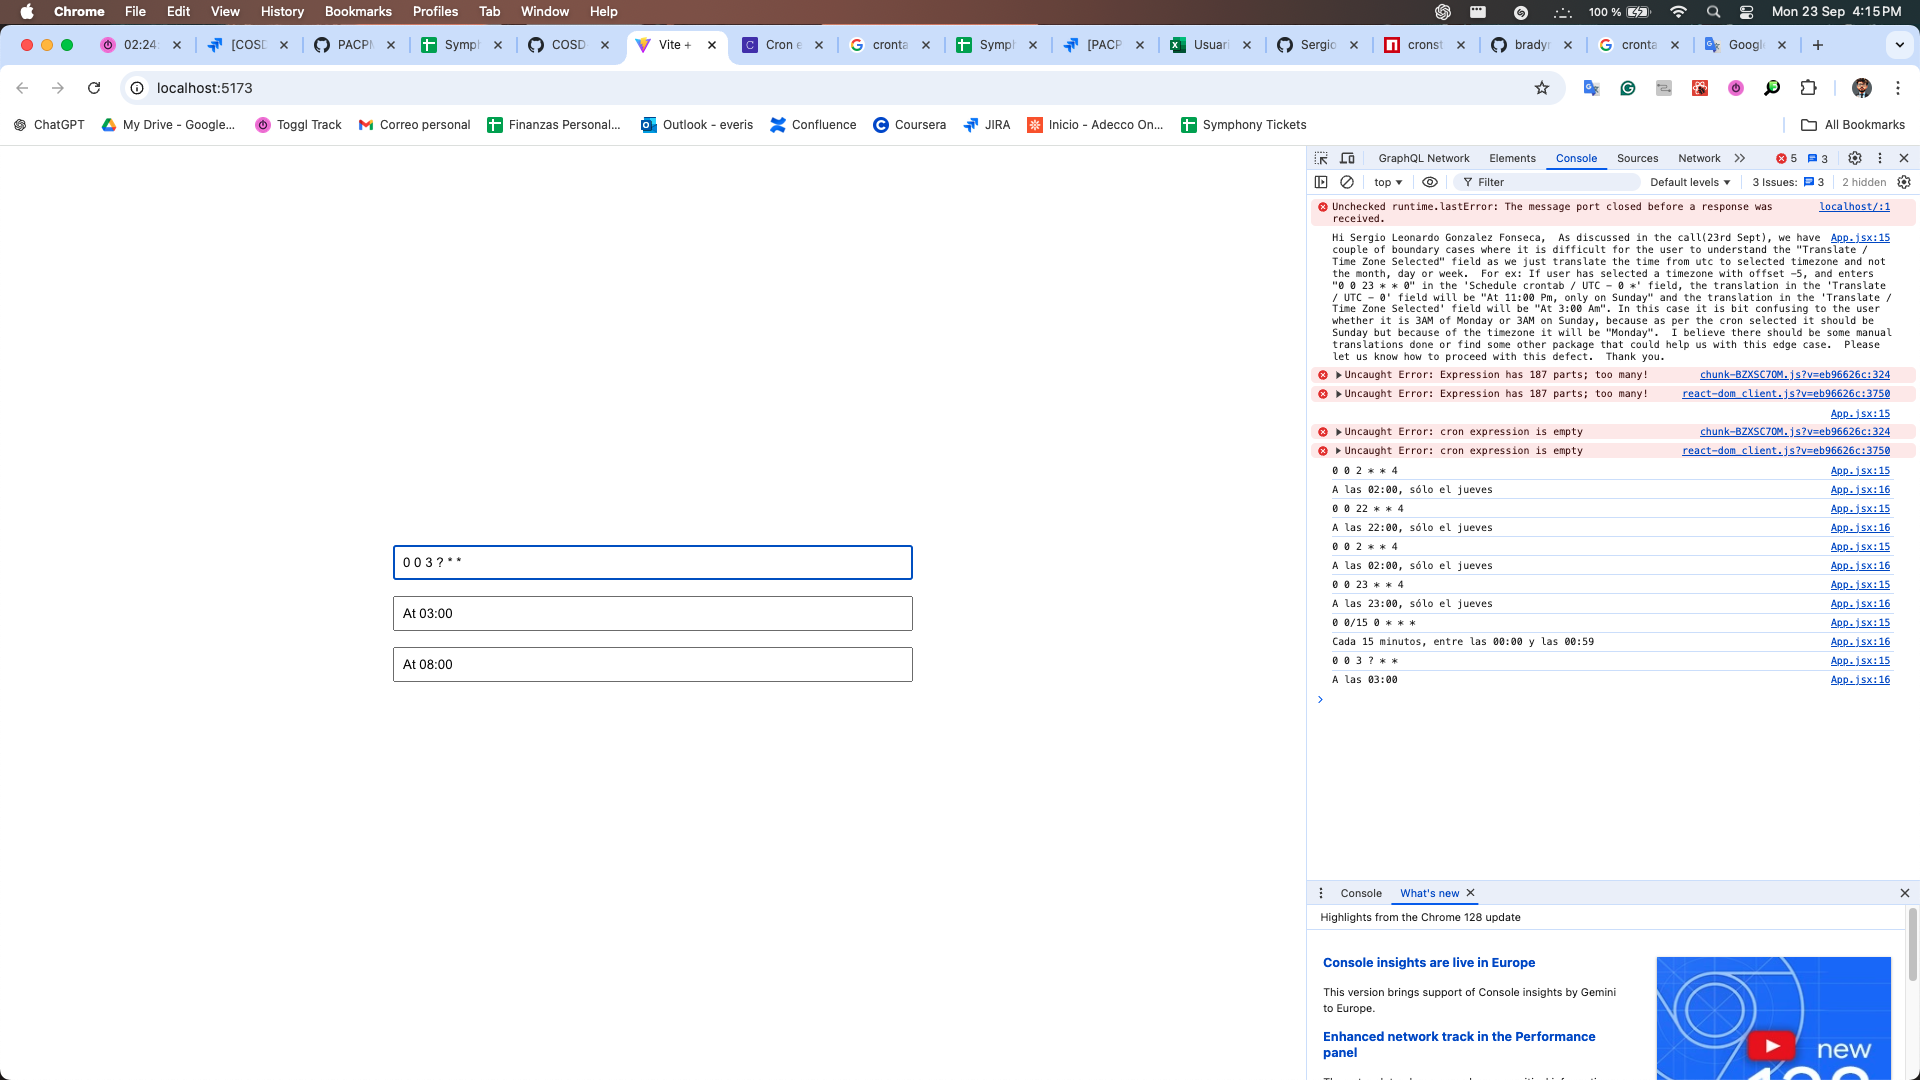 Chrome File Edit View History Bookmarks Profiles Tab Window Help 100 % Mon 23 Sep 4:15 PM
02:24: [COSD PACPM Symph COSD Vite + Cron e cronta Symph [PACP Usuari Sergio cronst bradyr cronta Google
localhost:5173
ChatGPT My Drive - Google... Toggl Track Correo personal Finanzas Personal... Outlook - everis Confluence Coursera JIRA Inicio - Adecco On... Symphony Tickets All Bookmarks
GraphQL Network Elements Console Sources Network 5 3
top Filter Default levels 3 Issues: 3 2 hidden
Unchecked runtime.lastError: The message port closed before a response was localhost/:1
received.
Hi Sergio Leonardo Gonzalez Fonseca, As discussed in the call(23rd Sept), we have App.jsx:15
couple of boundary cases where it is difficult for the user to understand the "Translate /
Time Zone Selected" field as we just translate the time from utc to selected timezone and not
the month, day or week. For ex: If user has selected a timezone with offset -5, and enters
"0 0 23 * * 0" in the 'Schedule crontab / UTC - 0 *' field, the translation in the 'Translate
/ UTC - 0' field will be "At 11:00 Pm, only on Sunday" and the translation in the 'Translate /
Time Zone Selected' field will be "At 3:00 Am". In this case it is bit confusing to the user
whether it is 3AM of Monday or 3AM on Sunday, because as per the cron selected it should be
Sunday but because of the timezone it will be "Monday". I believe there should be some manual
translations done or find some other package that could help us with this edge case. Please
let us know how to proceed with this defect. Thank you.
Uncaught Error: Expression has 187 parts; too many! chunk-BZXSC7OM.js?v=eb96626c:324
Uncaught Error: Expression has 187 parts; too many! react-dom_client.js?v=eb96626c:3750
App.jsx:15
Uncaught Error: cron expression is empty chunk-BZXSC7OM.js?v=eb96626c:324
Uncaught Error: cron expression is empty react-dom_client.js?v=eb96626c:3750
0 0 2 * * 4 App.jsx:15
A las 02:00, sólo el jueves App.jsx:16
0 0 22 * * 4 App.jsx:15
A las 22:00, sólo el jueves App.jsx:16
0 0 2 * * 4 App.jsx:15
A las 02:00, sólo el jueves App.jsx:16
0 0 23 * * 4 App.jsx:15
A las 23:00, sólo el jueves App.jsx:16
0 0/15 0 * * * App.jsx:15
Cada 15 minutos, entre las 00:00 y las 00:59 App.jsx:16
0 0 3 ? * * App.jsx:15
A las 03:00 App.jsx:16
0 0 3 ? * *
At 03:00
At 08:00
Console What's new
Highlights from the Chrome 128 update
Console insights are live in Europe
This version brings support of Console insights by Gemini
to Europe.
Enhanced network track in the Performance
panel
new